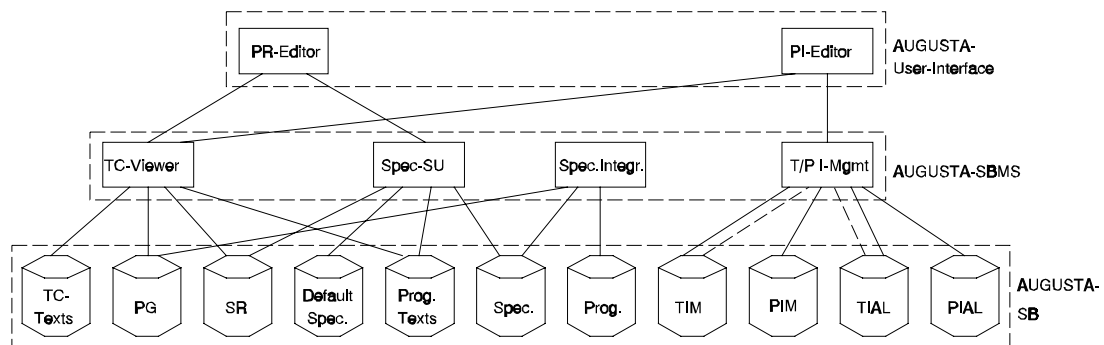 PR-Editor
PI-Editor
AUGUSTA-
User-Interface
TC-Viewer
Spec-SU
Spec.Integr.
T/P I-Mgmt
AUGUSTA-SBMS
TC-
Texts
PG
SR
Default
Spec.
Prog.
Texts
Spec.
Prog.
TIM
PIM
TIAL
PIAL
AUGUSTA-
SB